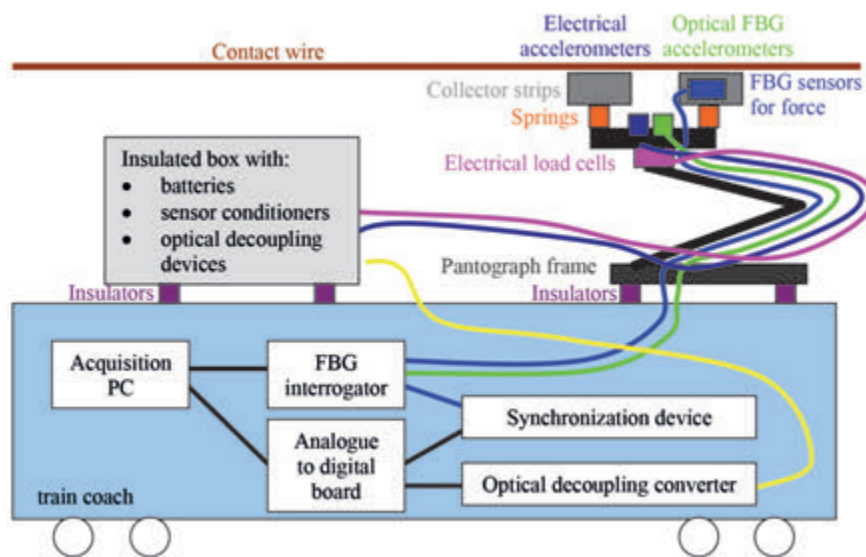 Electrical
accelerometers
Optical FBG
accelerometers
Contact wire
Collector strips
FBG sensors
for force
Springs
Electrical load cells
Insulated box with:
• batteries
• sensor conditioners
• optical decoupling
devices
Pantograph frame
Insulators
Insulators
Acquisition
PC
FBG
interrogator
Synchronization device
Analogue
to digital
board
Optical decoupling converter
train coach